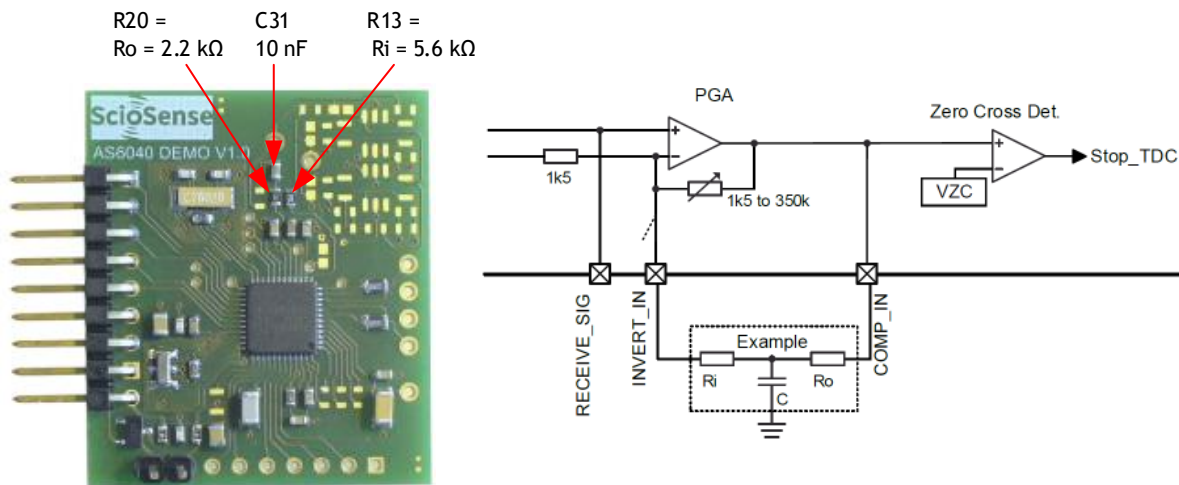 R20 =
Ro = 2.2 kΩ
C31
10 nF
R13 =
Ri = 5.6 kΩ
ScioSense
AS6040 DEMO V1.0
PGA
Zero Cross Det.
+
-
1k5
1k5 to 350k
+
-
VZC
Stop_TDC
RECEIVE_SIG
INVERT_IN
COMP_IN
Example
Ri
Ro
C